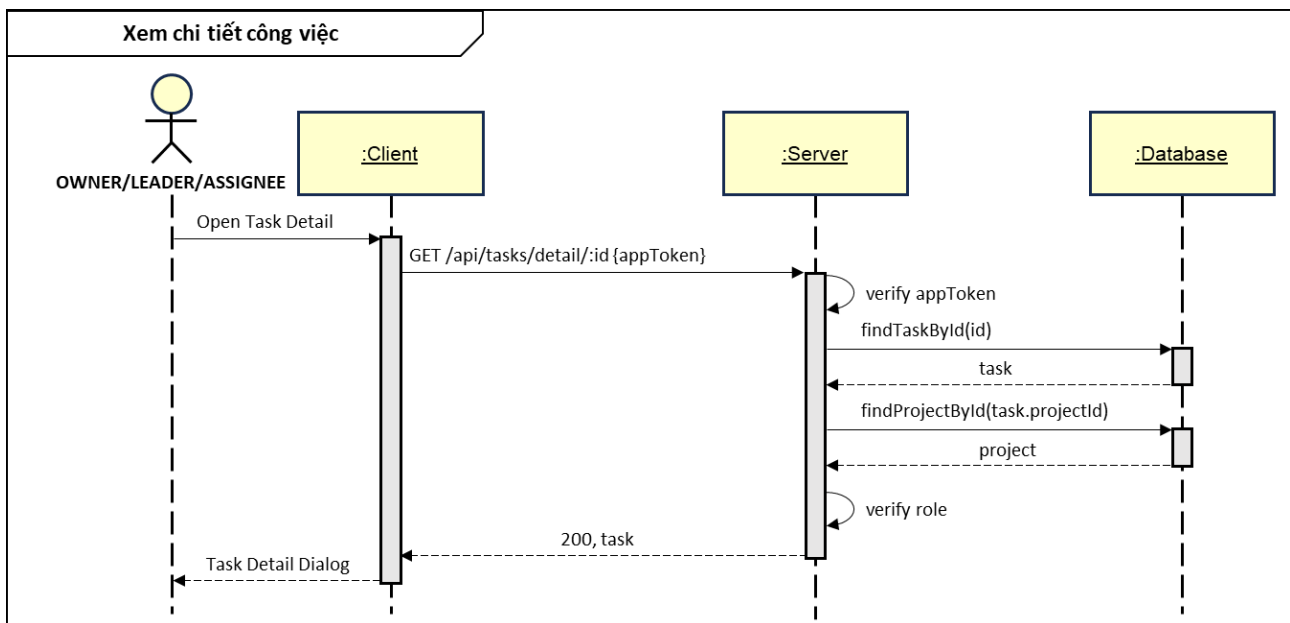 Xem chi tiết công việc
:Client
:Server
:Database
OWNER/LEADER/ASSIGNEE
Open Task Detail
GET /api/tasks/detail/:id {appToken}
verify appToken
findTaskById(id)
task
findProjectById(task.projectId)
project
verify role
200, task
Task Detail Dialog